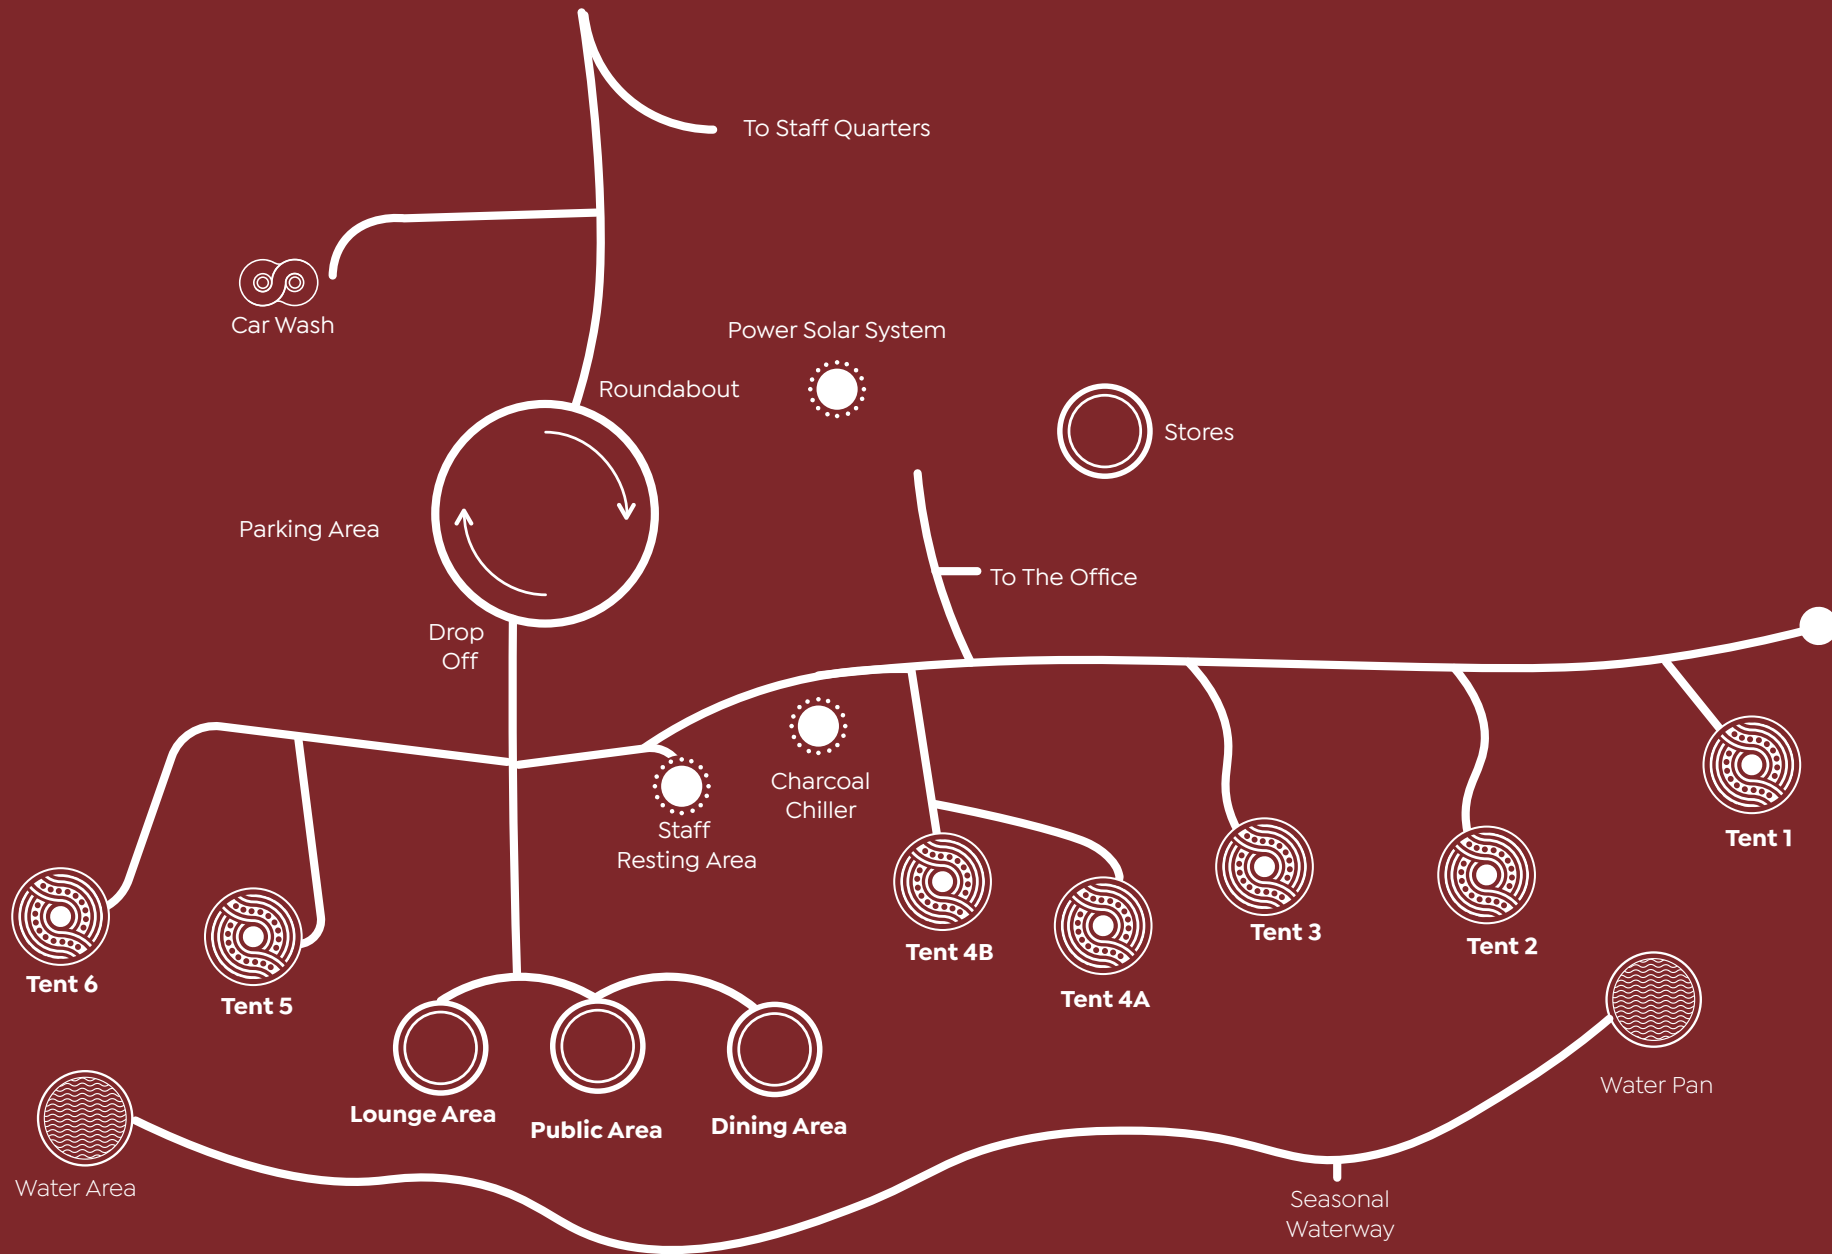 To Staff Quarters
Car Wash
Power Solar System
Roundabout
Stores
Parking Area
To The Office
Drop
Off
Charcoal
Chiller
Staff
Resting Area
Tent 1
Tent 2
Tent 3
Tent 4B
Tent 4A
Tent 6
Tent 5
Lounge Area
Public Area
Dining Area
Water Pan
Water Area
Seasonal
Waterway